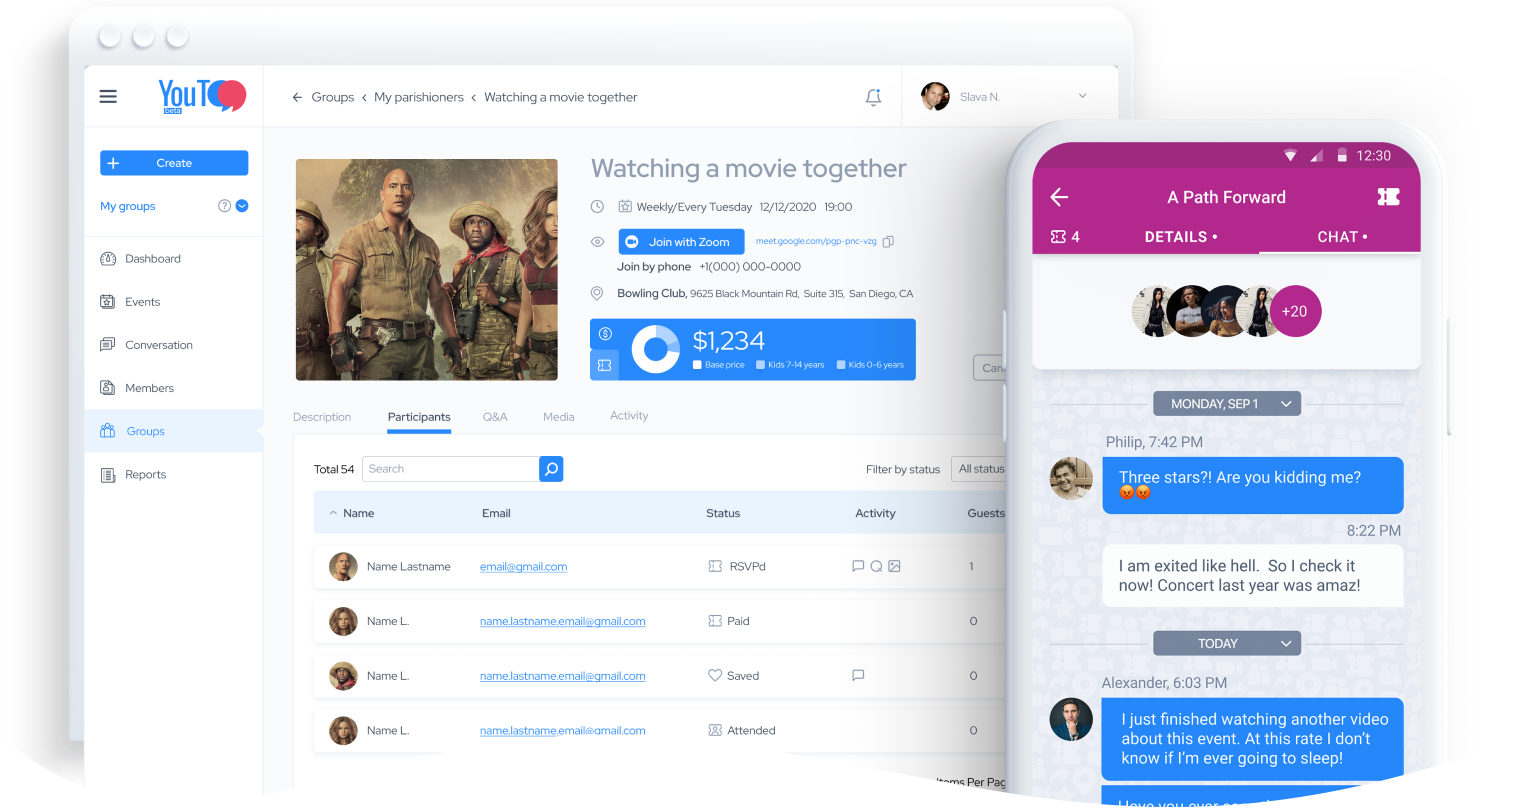 YouToo
beta
Groups ‹ My parishioners ‹ Watching a movie together
Slava N.
+ Create
My groups
?
Dashboard
Events
Conversation
Members
Groups
Reports
Watching a movie together
Weekly/Every Tuesday 12/12/2020 19:00
Join with Zoom meet.google.com/pgp-pnc-vzg
Join by phone +1(000) 000-0000
Bowling Club, 9625 Black Mountain Rd, Suite 315, San Diego, CA
$1,234
Base price Kids 7-14 years Kids 0-6 years
Description Participants Q&A Media Activity
Total 54 Search Filter by status All status
Name Email Status Activity Guests
Name Lastname email@gmail.com RSVPd 1
Name L. name.lastname.email@gmail.com Paid 0
Name L. name.lastname.email@gmail.com Saved 0
Name L. name.lastname.email@gmail.com Attended 0
Items Per Pag
12:30
A Path Forward
4 DETAILS • CHAT •
+20
MONDAY, SEP 1
Philip, 7:42 PM
Three stars?! Are you kidding me?
😡😡
8:22 PM
I am exited like hell. So I check it
now! Concert last year was amaz!
TODAY
Alexander, 6:03 PM
I just finished watching another video
about this event. At this rate I don't
know if I'm ever going to sleep!
Have you ever